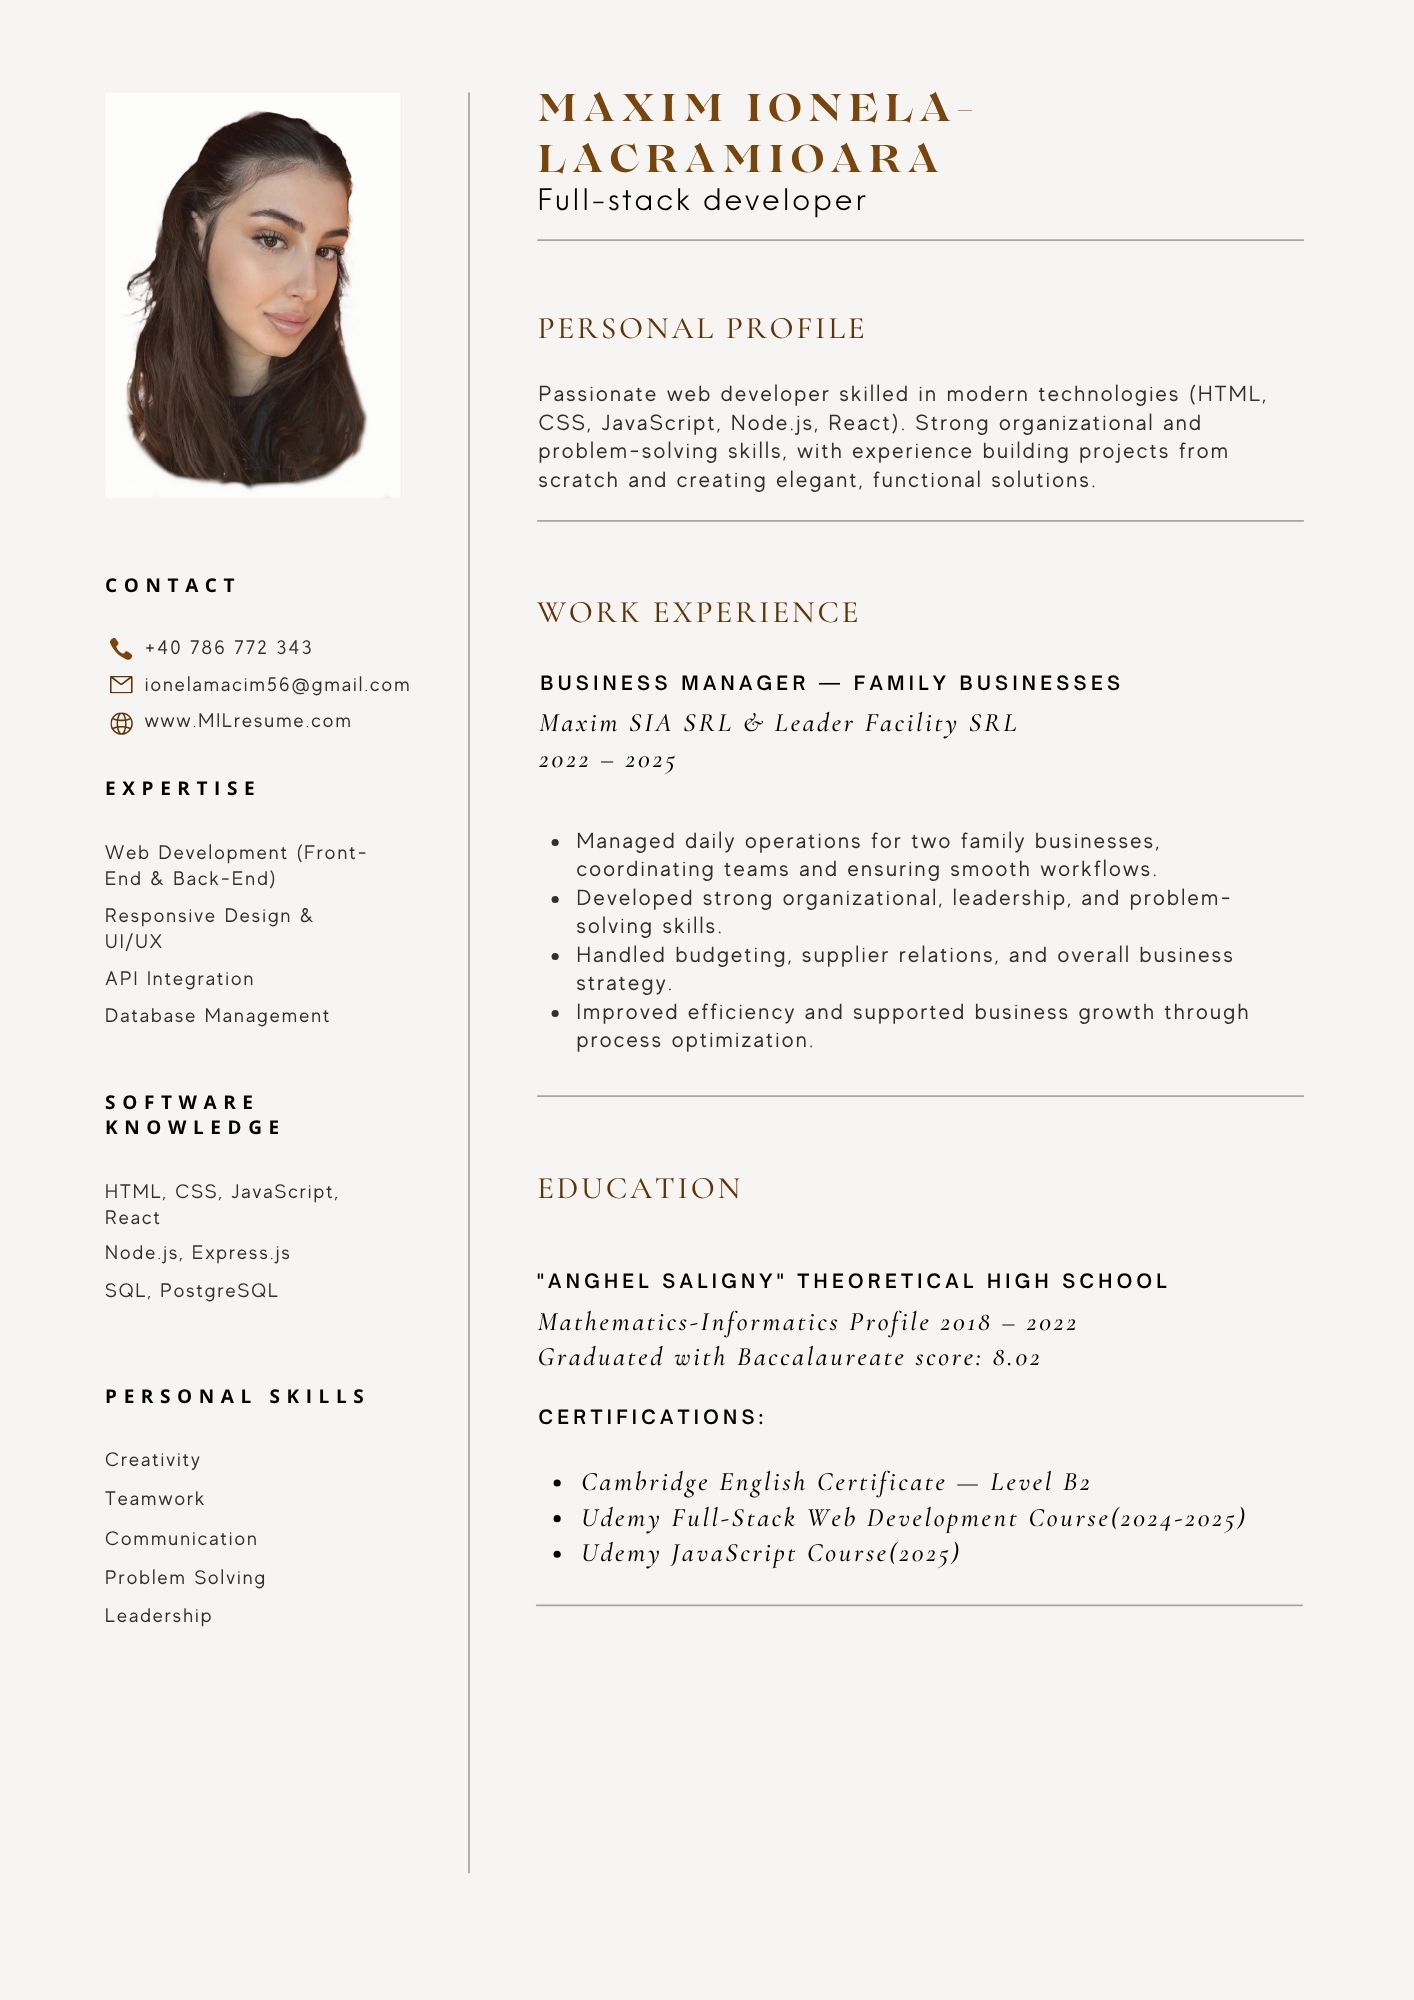 MAXIM IONELA-
LACRAMIOARA
Full-stack developer
PERSONAL PROFILE
Passionate web developer skilled in modern technologies (HTML,
CSS, JavaScript, Node.js, React). Strong organizational and
problem-solving skills, with experience building projects from
scratch and creating elegant, functional solutions.
CONTACT
+40 786 772 343
ionelamacim56@gmail.com
www.MILresume.com
EXPERTISE
Web Development (Front-
End & Back-End)
Responsive Design &
UI/UX
API Integration
Database Management
SOFTWARE
KNOWLEDGE
HTML, CSS, JavaScript,
React
Node.js, Express.js
SQL, PostgreSQL
PERSONAL SKILLS
Creativity
Teamwork
Communication
Problem Solving
Leadership
WORK EXPERIENCE
BUSINESS MANAGER — FAMILY BUSINESSES
Maxim SIA SRL & Leader Facility SRL
2022 – 2025
• Managed daily operations for two family businesses,
coordinating teams and ensuring smooth workflows.
• Developed strong organizational, leadership, and problem-
solving skills.
• Handled budgeting, supplier relations, and overall business
strategy.
• Improved efficiency and supported business growth through
process optimization.
EDUCATION
"ANGHEL SALIGNY" THEORETICAL HIGH SCHOOL
Mathematics-Informatics Profile 2018 – 2022
Graduated with Baccalaureate score: 8.02
CERTIFICATIONS:
• Cambridge English Certificate — Level B2
• Udemy Full-Stack Web Development Course(2024-2025)
• Udemy JavaScript Course(2025)